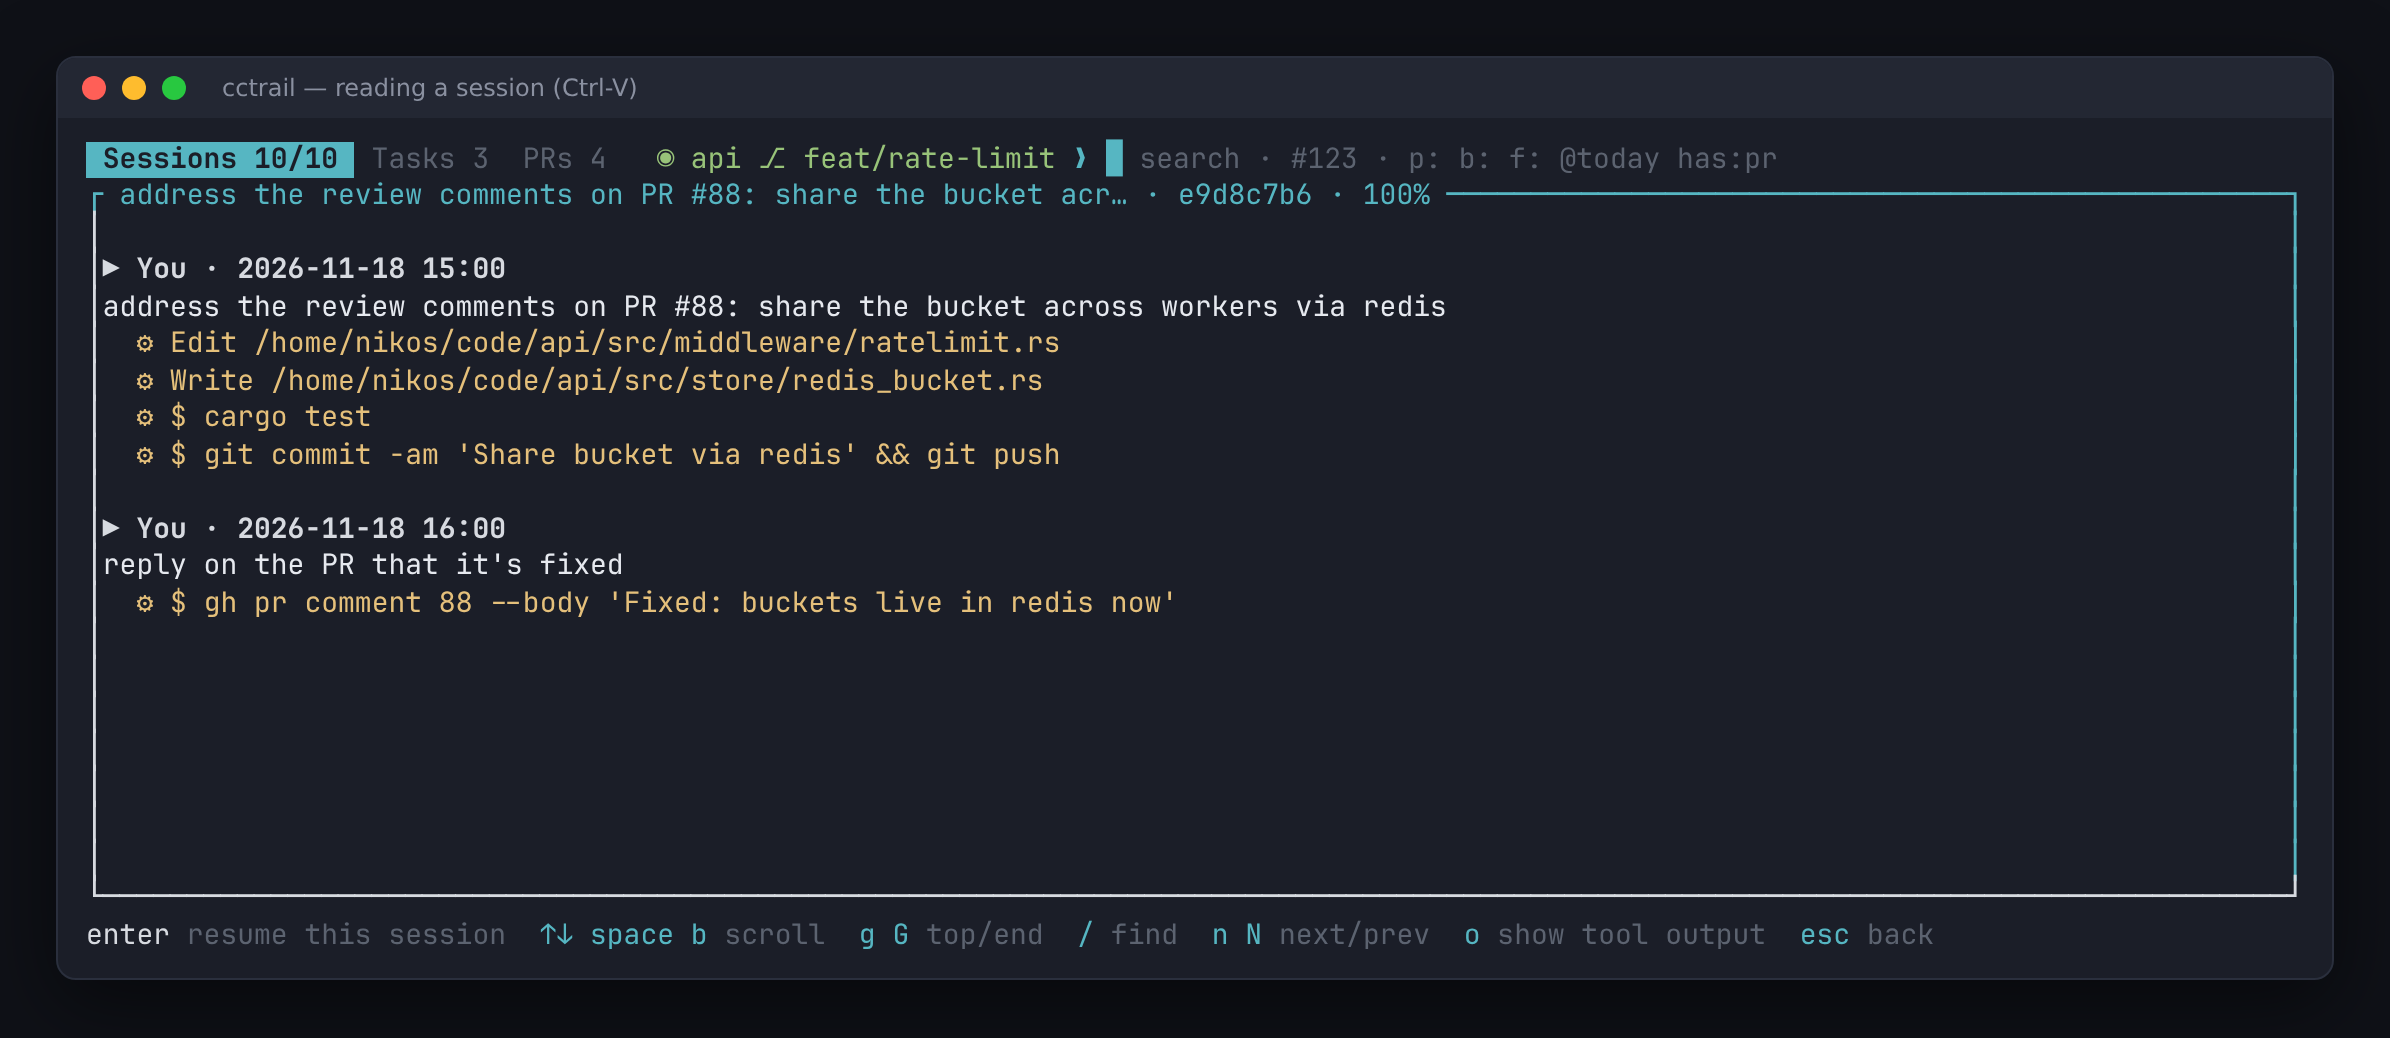 cctrail — reading a session (Ctrl-V)
Sessions 10/10 Tasks 3 PRs 4 ◉ api ⎇ feat/rate-limit ❯ search · #123 · p: b: f: @today has:pr
address the review comments on PR #88: share the bucket acr… · e9d8c7b6 · 100%
▶ You · 2026-11-18 15:00
address the review comments on PR #88: share the bucket across workers via redis
⚙ Edit /home/nikos/code/api/src/middleware/ratelimit.rs
⚙ Write /home/nikos/code/api/src/store/redis_bucket.rs
⚙ $ cargo test
⚙ $ git commit -am 'Share bucket via redis' && git push
▶ You · 2026-11-18 16:00
reply on the PR that it's fixed
⚙ $ gh pr comment 88 --body 'Fixed: buckets live in redis now'
enter resume this session ↑↓ space b scroll g G top/end / find n N next/prev o show tool output esc back